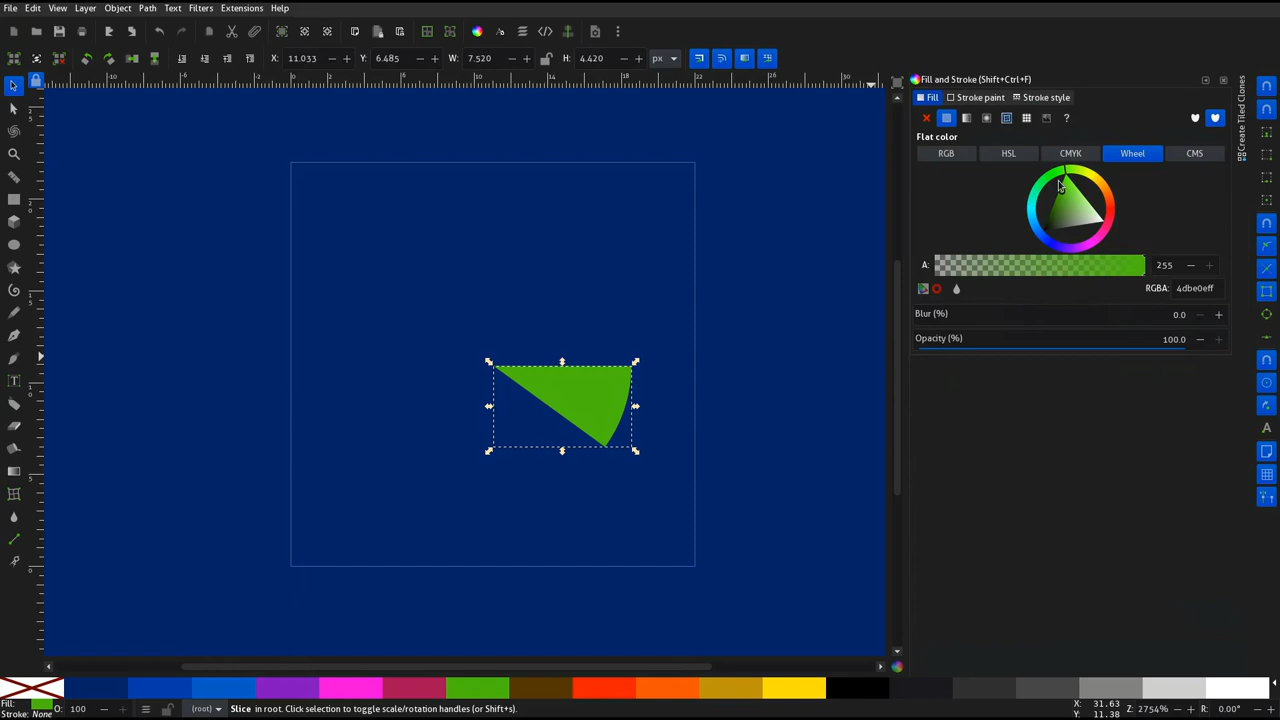 File Edit View Layer Object Path Text Filters Extensions Help
X: 11.033 Y: 6.485 W: 7.520 H: 4.420 px
Fill and Stroke (Shift+Ctrl+F)
Fill Stroke paint Stroke style
Flat color
RGB HSL CMYK Wheel CMS
A: 255
RGBA: 4dbe0eff
Blur (%) 0.0
Opacity (%) 100.0
Create Tiled Clones
Fill: O: 100 (root) Slice in root. Click selection to toggle scale/rotation handles (or Shift+s). X: 31.63 Z: 2754% R: 0.00°
Stroke: None Y: 11.38